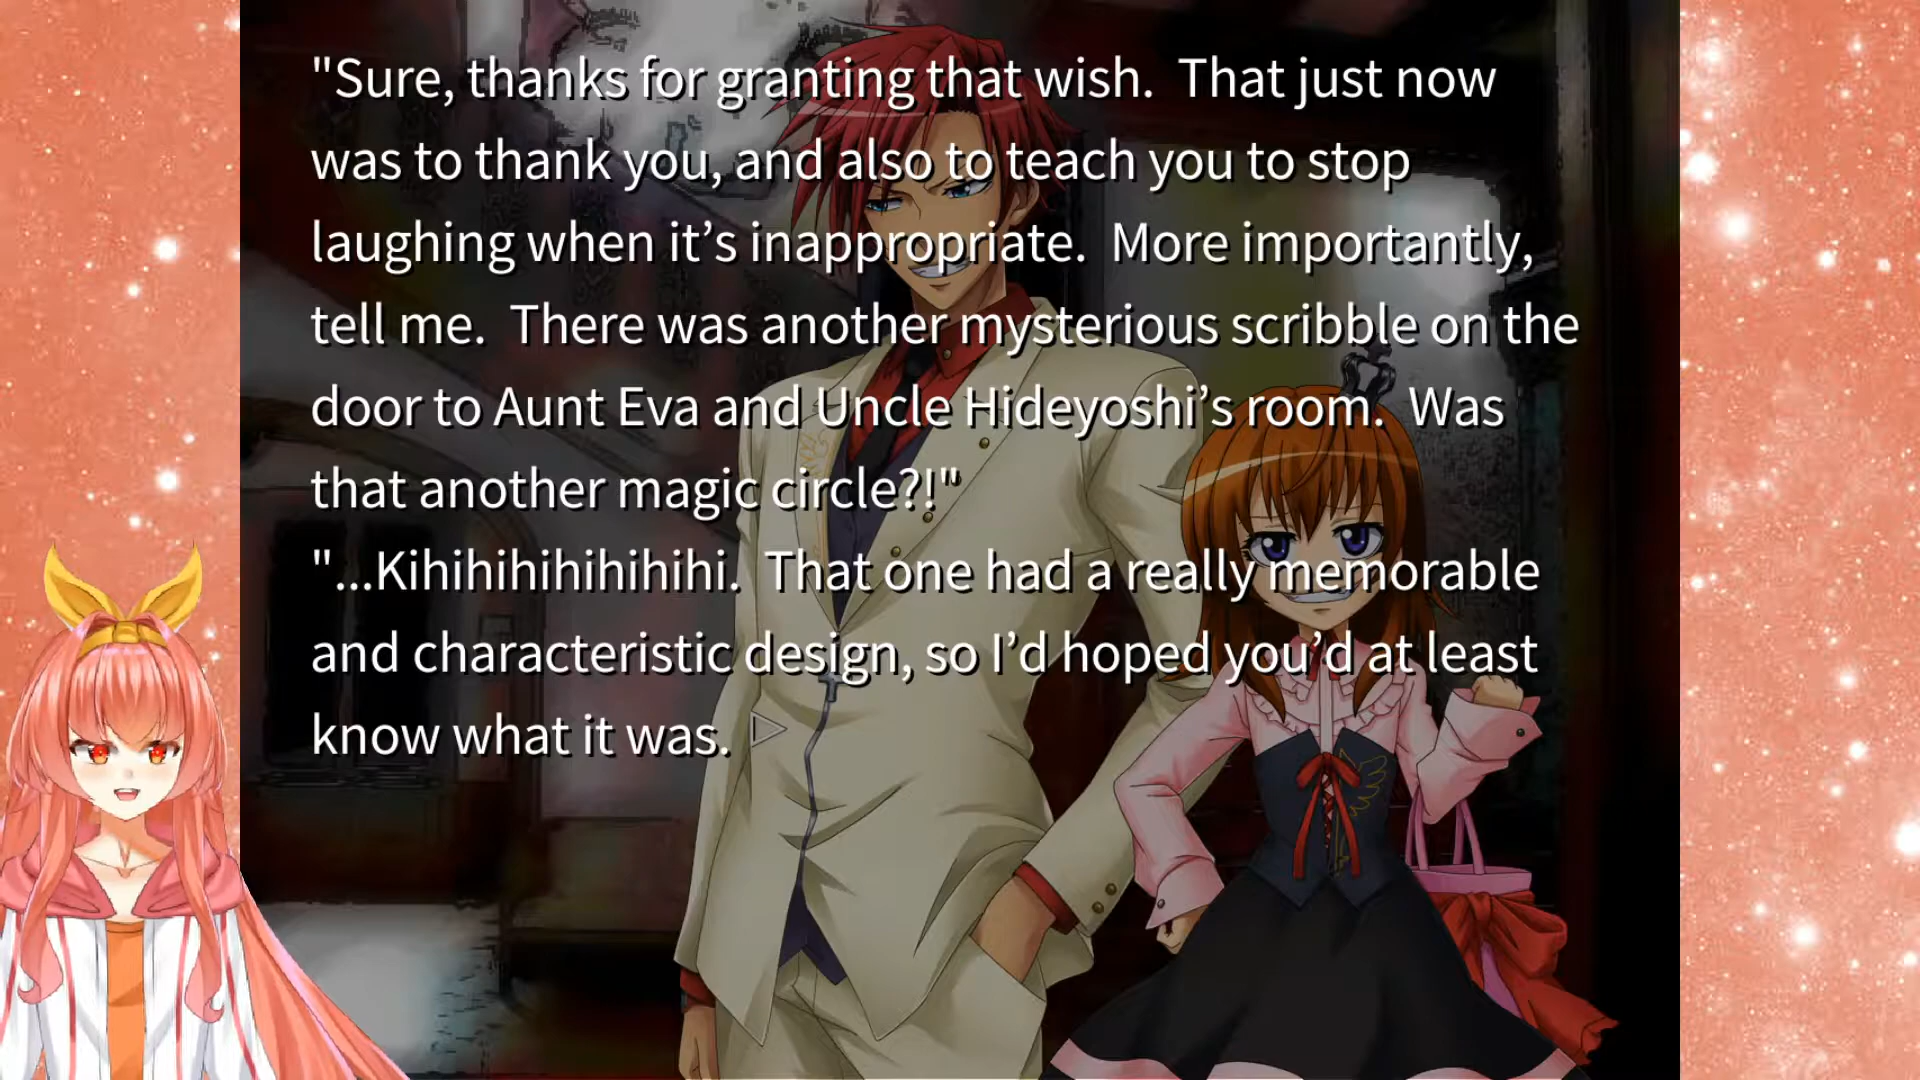 "Sure, thanks for granting that wish.  That just now
was to thank you, and also to teach you to stop
laughing when it’s inappropriate.  More importantly,
tell me.  There was another mysterious scribble on the
door to Aunt Eva and Uncle Hideyoshi’s room.  Was
that another magic circle?!"
"...Kihihihihihihihi.  That one had a really memorable
and characteristic design, so I’d hoped you’d at least
know what it was.